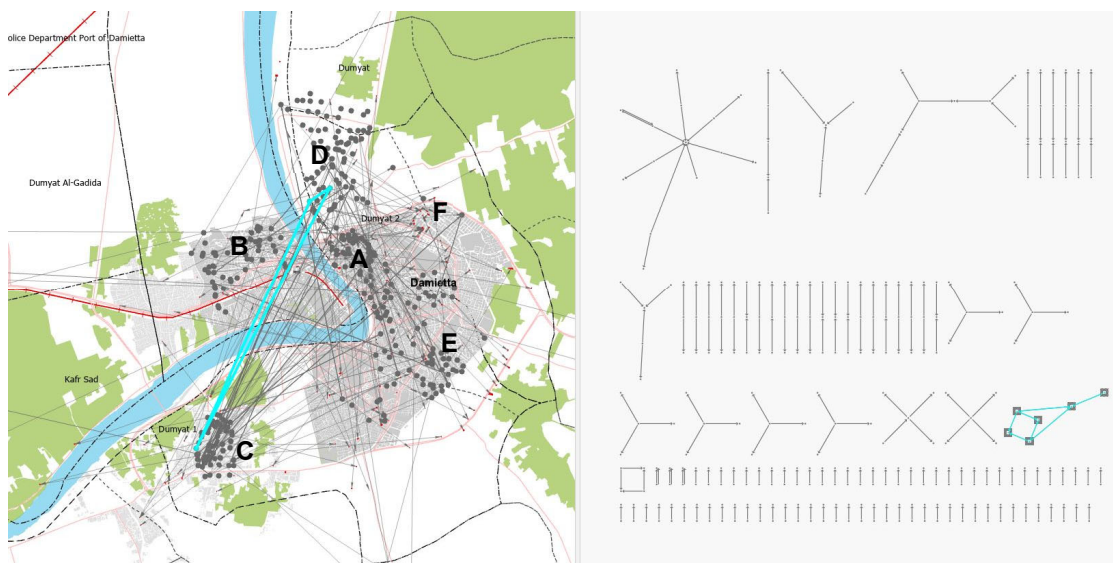 olice Department Port of Damietta
Dumyat
D
Dumyat Al-Gadida
Dumyat 2
F
B
A
Damietta
E
Kafr Sad
Dumyat 1
C